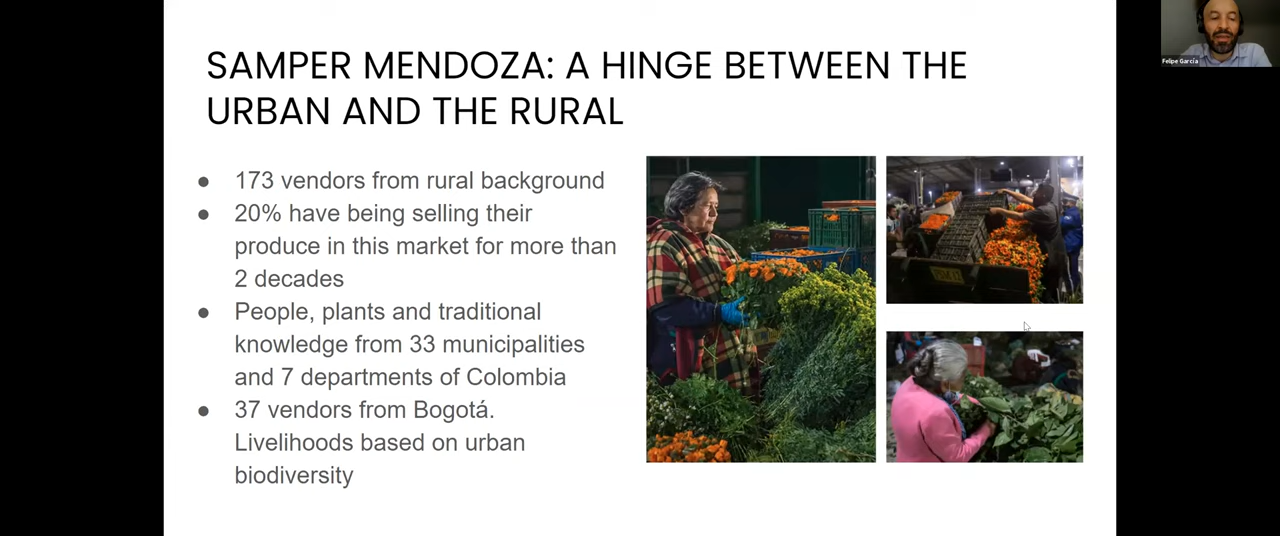 SAMPER MENDOZA: A HINGE BETWEEN THE
URBAN AND THE RURAL
● 173 vendors from rural background
● 20% have being selling their
produce in this market for more than
2 decades
● People, plants and traditional
knowledge from 33 municipalities
and 7 departments of Colombia
● 37 vendors from Bogotá.
Livelihoods based on urban
biodiversity
Felipe García